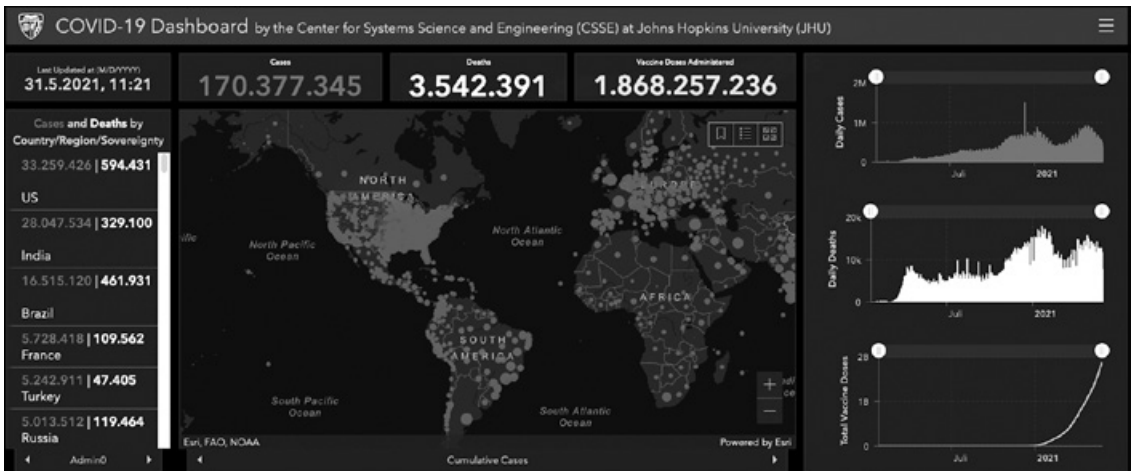 COVID-19 Dashboard by the Center for Systems Science and Engineering (CSSE) at Johns Hopkins University (JHU)
Last Updated at (M/D/YYYY)
31.5.2021, 11:21
Cases
170.377.345
Deaths
3.542.391
Vaccine Doses Administered
1.868.257.236
Cases and Deaths by
Country/Region/Sovereignty
33.259.426 | 594.431
US
28.047.534 | 329.100
India
16.515.120 | 461.931
Brazil
5.728.418 | 109.562
France
5.242.911 | 47.405
Turkey
5.013.512 | 119.464
Russia
Admin0
NORTH
AMERICA
EUROPE
North Pacific
Ocean
North Atlantic
Ocean
AFRICA
SOUTH
AMERICA
South Pacific
Ocean
South Atlantic
Ocean
Esri, FAO, NOAA
Powered by Esri
Cumulative Cases
Daily Cases
2M
1M
0
Juli
2021
Daily Deaths
20k
10k
0
Juli
2021
Total Vaccine Doses
2B
1B
0
Juli
2021